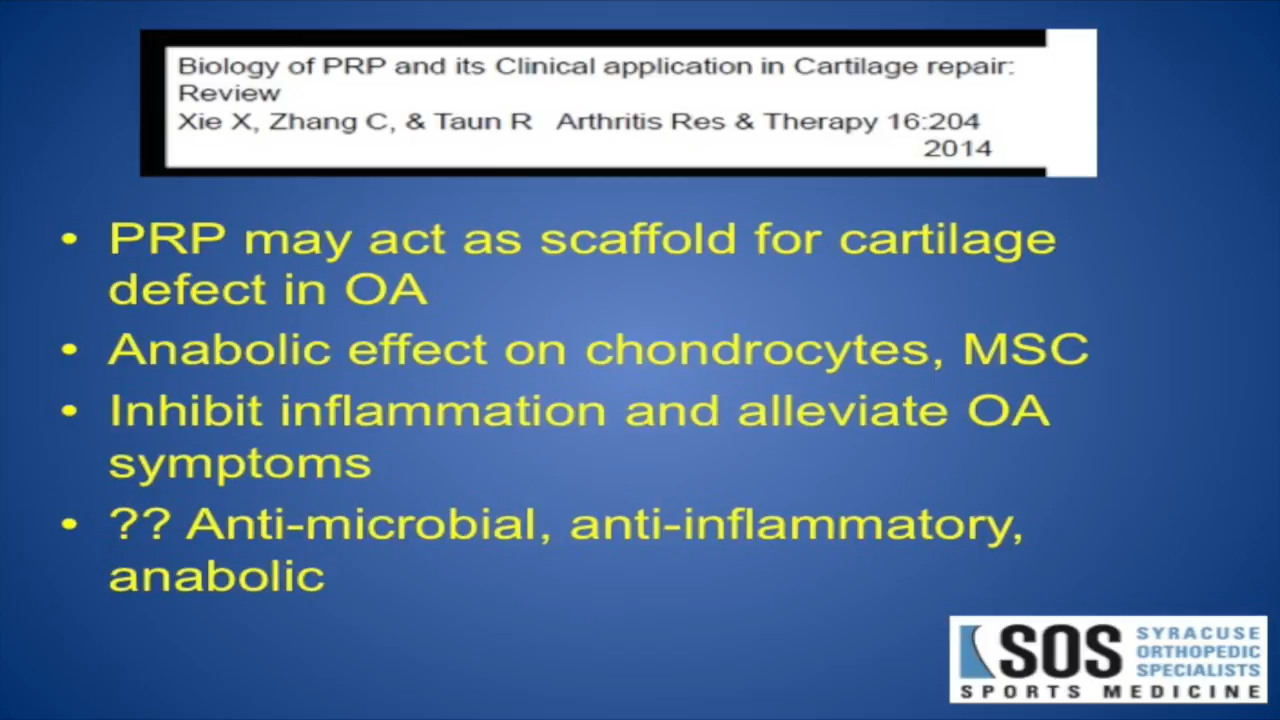 Biology of PRP and its Clinical application in Cartilage repair:
Review
Xie X, Zhang C, & Taun R Arthritis Res & Therapy 16:204
2014
• PRP may act as scaffold for cartilage
defect in OA
• Anabolic effect on chondrocytes, MSC
• Inhibit inflammation and alleviate OA
symptoms
• ?? Anti-microbial, anti-inflammatory,
anabolic
SOS SYRACUSE
ORTHOPEDIC
SPECIALISTS
SPORTS MEDICINE